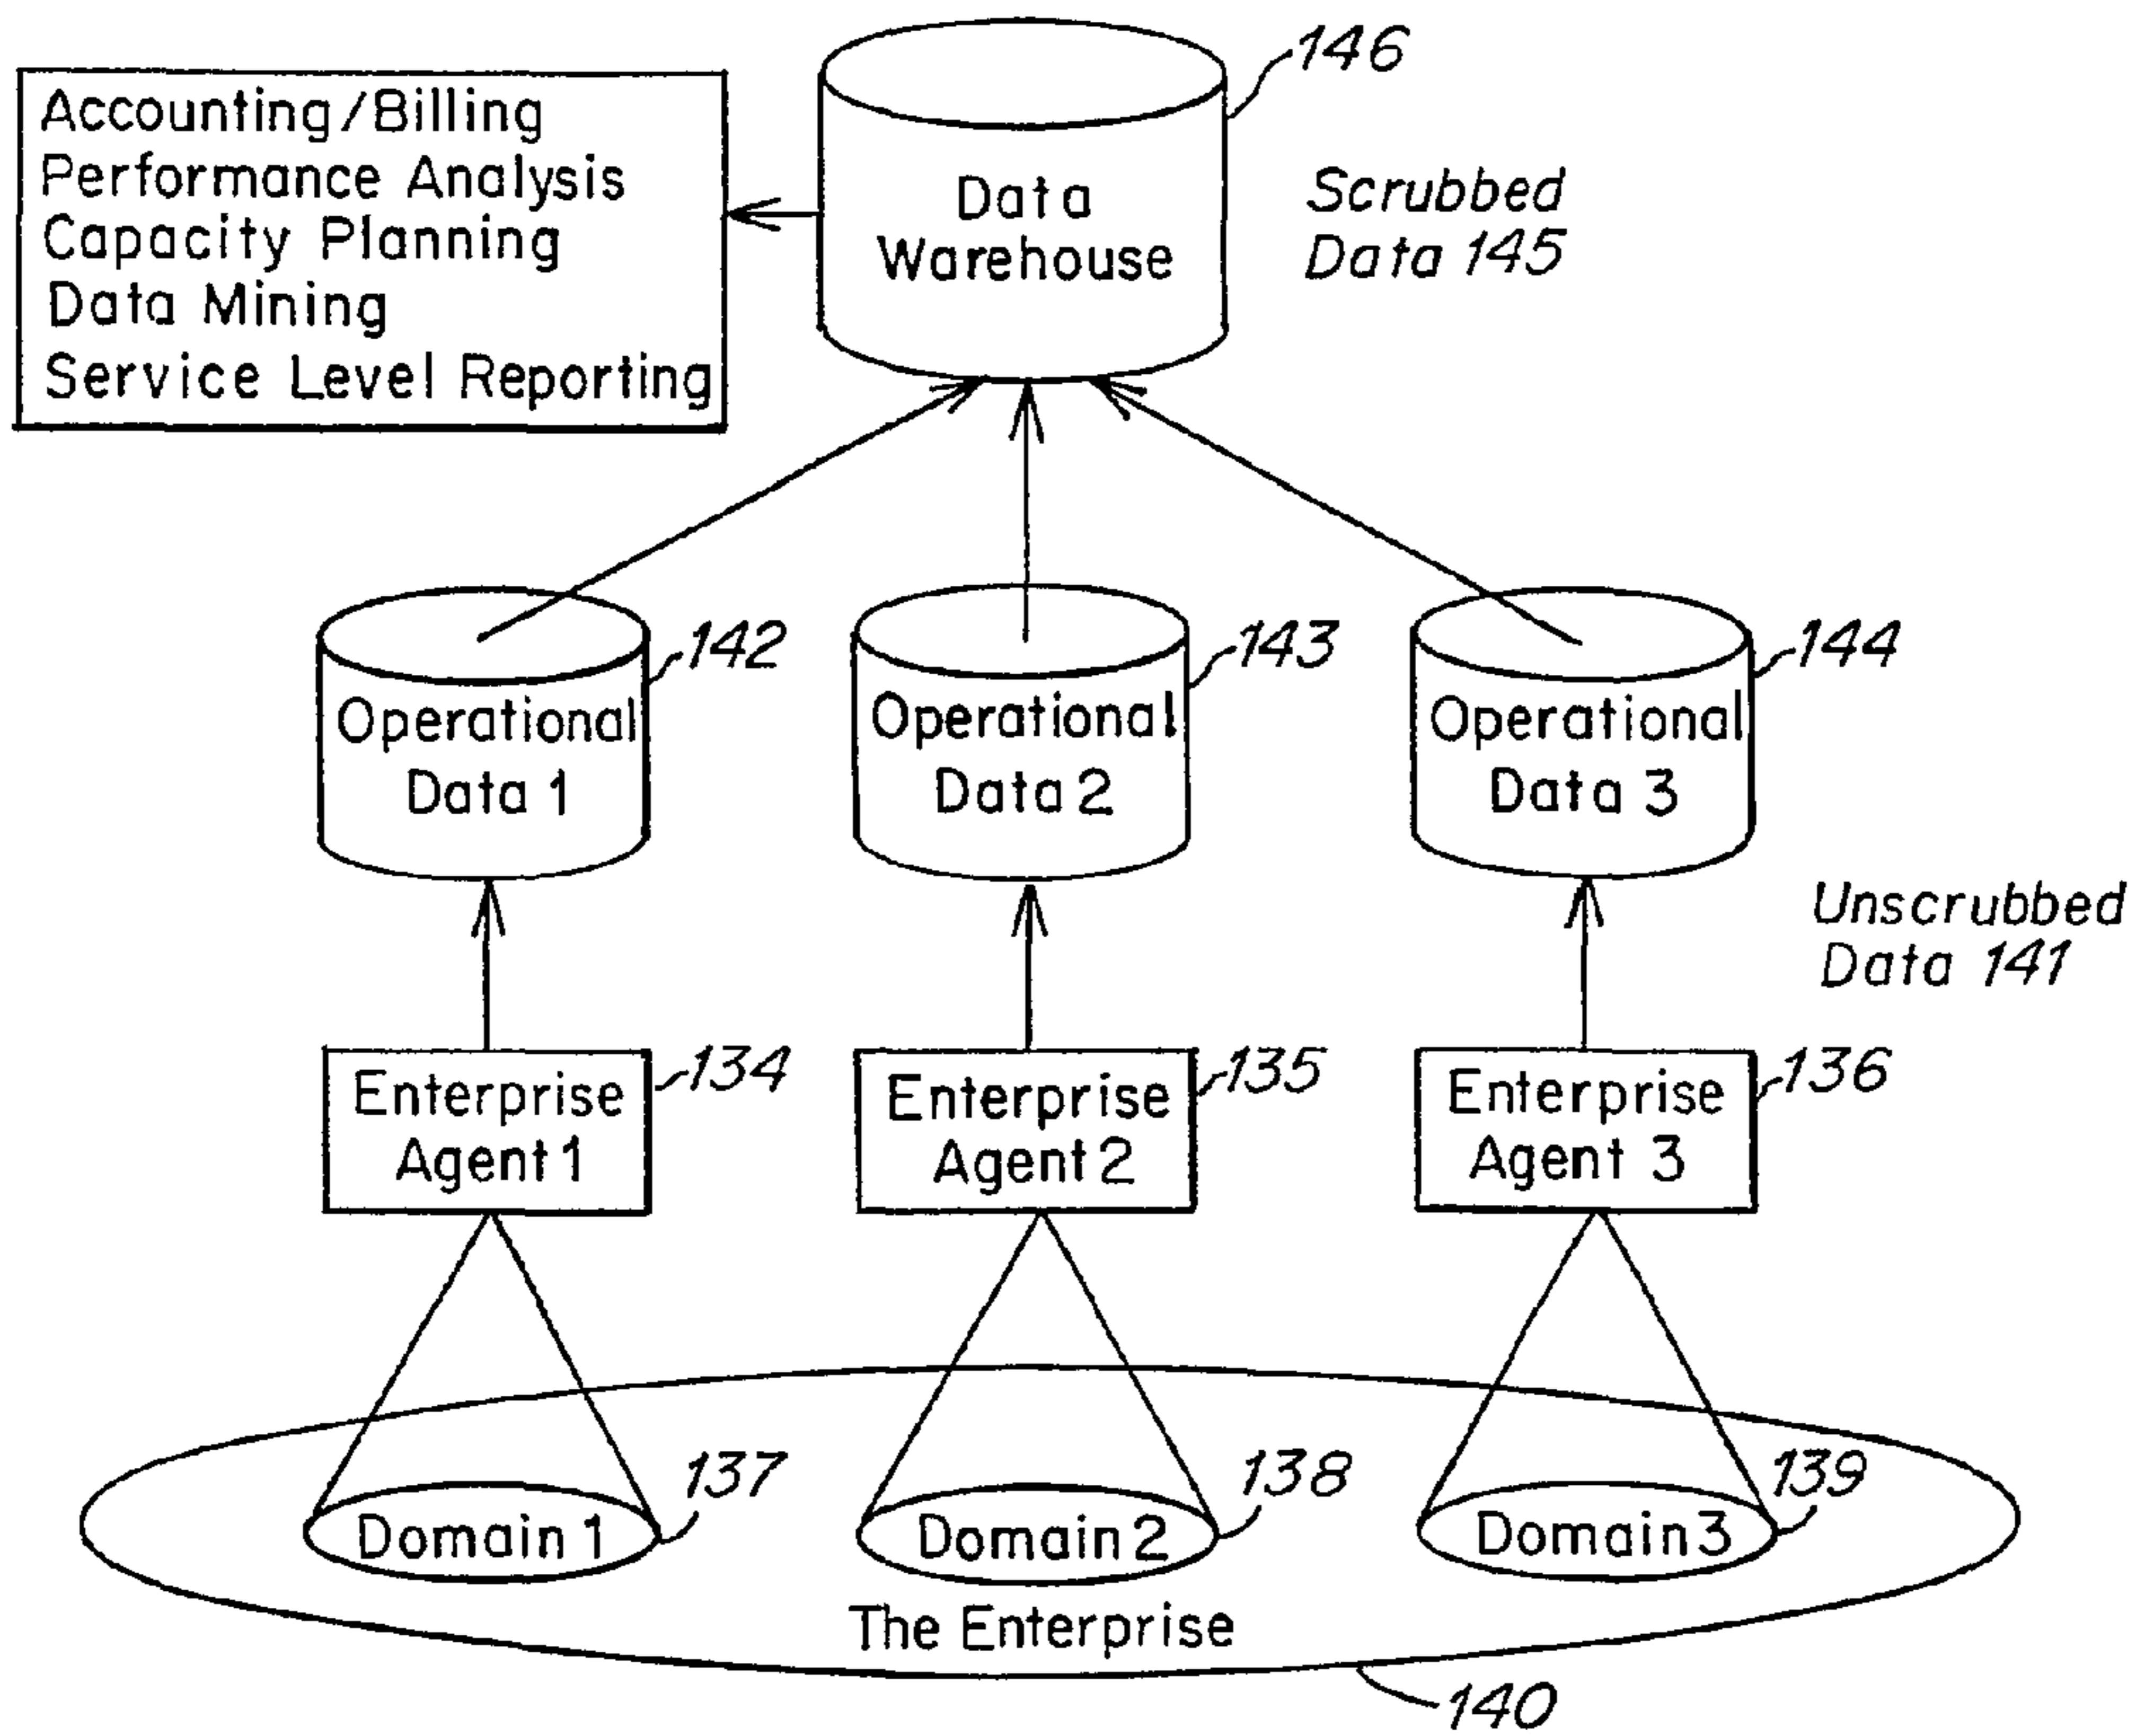 146
Accounting/Billing
Performance Analysis
Capacity Planning
Data Mining
Service Level Reporting
Data
Warehouse
Scrubbed
Data 145
142
143
144
Operational
Data 1
Operational
Data 2
Operational
Data 3
Unscrubbed
Data 141
134
135
136
Enterprise
Agent 1
Enterprise
Agent 2
Enterprise
Agent 3
137
138
139
Domain 1
Domain 2
Domain 3
The Enterprise
140